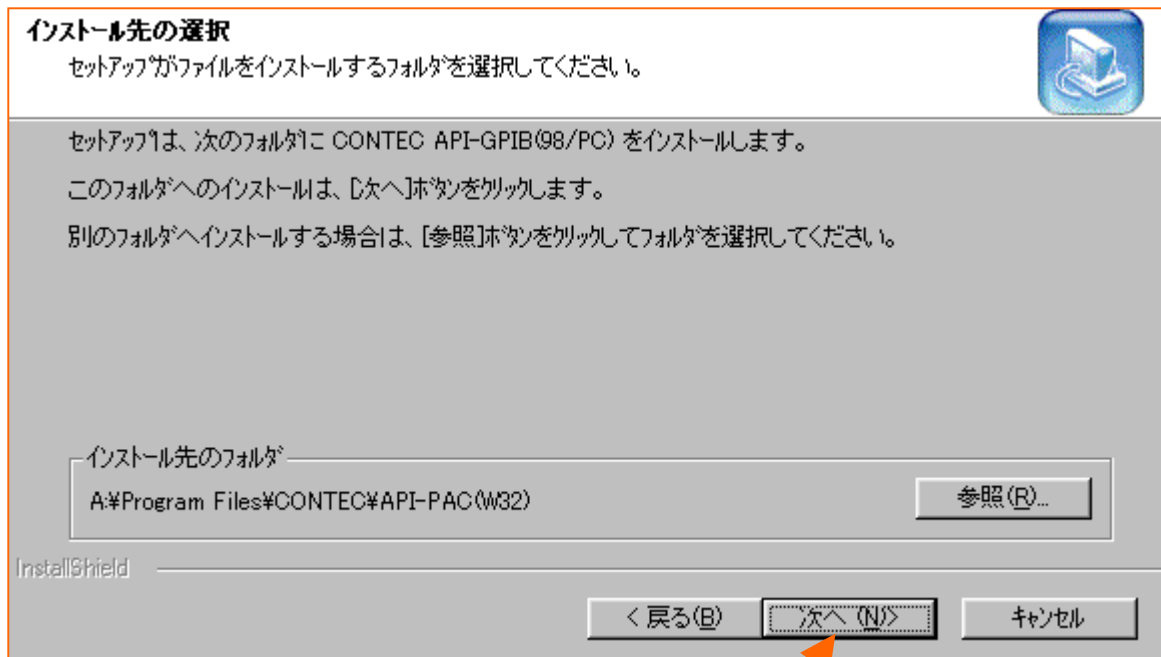 インストール先の選択
セットアップがファイルをインストールするフォルダを選択してください。
セットアップは、次のフォルダに CONTEC API-GPIB(98/PC) をインストールします。
このフォルダへのインストールは、[次へ]ボタンをクリックします。
別のフォルダへインストールする場合は、[参照]ボタンをクリックしてフォルダを選択してください。
インストール先のフォルダ
A:¥Program Files¥CONTEC¥API-PAC(W32)
参照(R)...
InstallShield
< 戻る(B)
次へ (N)>
キャンセル